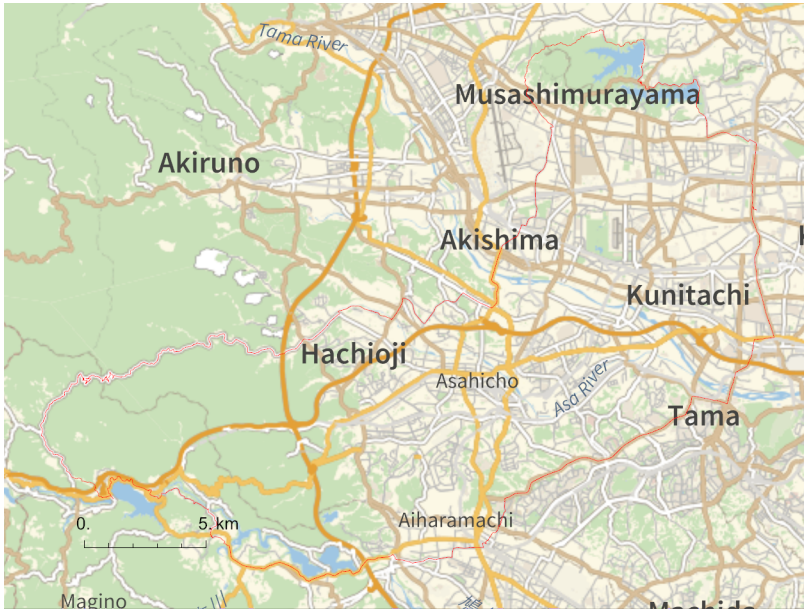 Tama River
Musashimurayama
Akiruno
Akishima
Kunitachi
Hachioji
Asahicho
Asa River
Tama
Aiharamachi
0.
5. km
Magino